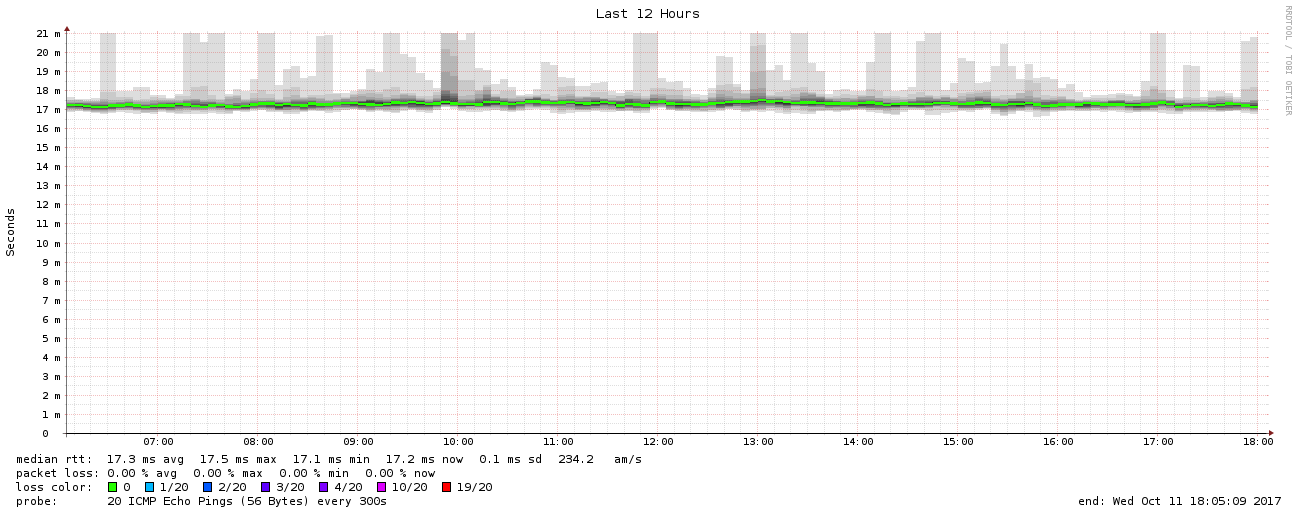 Last 12 Hours
RRDTOOL / TOBI OETIKER
Seconds
21 m
20 m
19 m
18 m
17 m
16 m
15 m
14 m
13 m
12 m
11 m
10 m
9 m
8 m
7 m
6 m
5 m
4 m
3 m
2 m
1 m
0
07:00 08:00 09:00 10:00 11:00 12:00 13:00 14:00 15:00 16:00 17:00 18:00
median rtt: 17.3 ms avg 17.5 ms max 17.1 ms min 17.2 ms now 0.1 ms sd 234.2 am/s
packet loss: 0.00 % avg 0.00 % max 0.00 % min 0.00 % now
loss color: 0 1/20 2/20 3/20 4/20 10/20 19/20
probe: 20 ICMP Echo Pings (56 Bytes) every 300s end: Wed Oct 11 18:05:09 2017